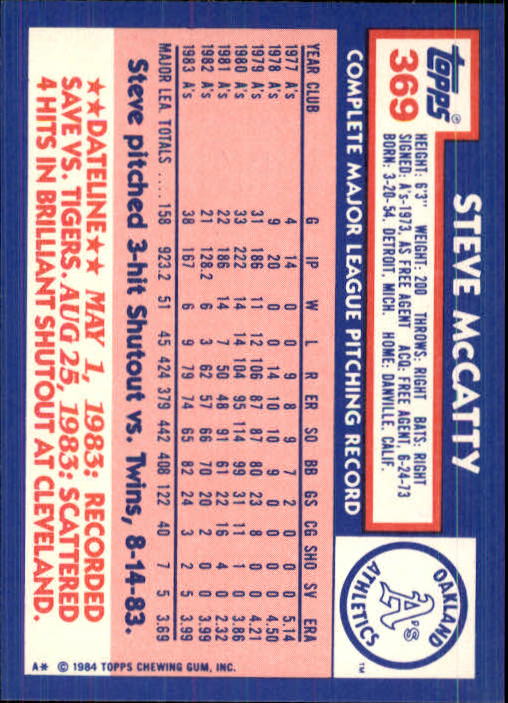 topps®
369
STEVE McCATTY
HEIGHT: 6'3" WEIGHT: 200 THROWS: RIGHT BATS: RIGHT
SIGNED: A's-1973, AS FREE AGENT ACQ: FREE AGENT, 6-24-73
BORN: 3-20-54, DETROIT, MICH. HOME: DANVILLE, CALIF.
OAKLAND A's ATHLETICS
TM
COMPLETE MAJOR LEAGUE PITCHING RECORD
YEAR CLUB G IP W L R ER SO BB GS CG SHO SV ERA
1977 A's 4 14 0 0 9 8 9 7 2 0 0 0 5.14
1978 A's 9 20 0 0 14 10 10 9 0 0 0 0 4.50
1979 A's 31 186 11 12 106 87 87 80 23 8 0 0 4.21
1980 A's 33 222 14 14 104 95 114 99 31 11 1 0 3.86
1981 A's 22 186 14 7 50 48 91 61 22 16 4 0 2.32
1982 A's 21 128.2 6 3 62 57 66 70 20 2 0 0 3.99
1983 A's 38 167 6 9 79 74 65 82 24 3 2 5 3.99
MAJOR LEA. TOTALS ..... 158 923.2 51 45 424 379 442 408 122 40 7 5 3.69
Steve pitched 3-hit Shutout vs. Twins, 8-14-83.
★★DATELINE★★ MAY 1, 1983: RECORDED
SAVE VS. TIGERS. AUG 25, 1983: SCATTERED
4 HITS IN BRILLIANT SHUTOUT AT CLEVELAND.
A* © 1984 TOPPS CHEWING GUM, INC.